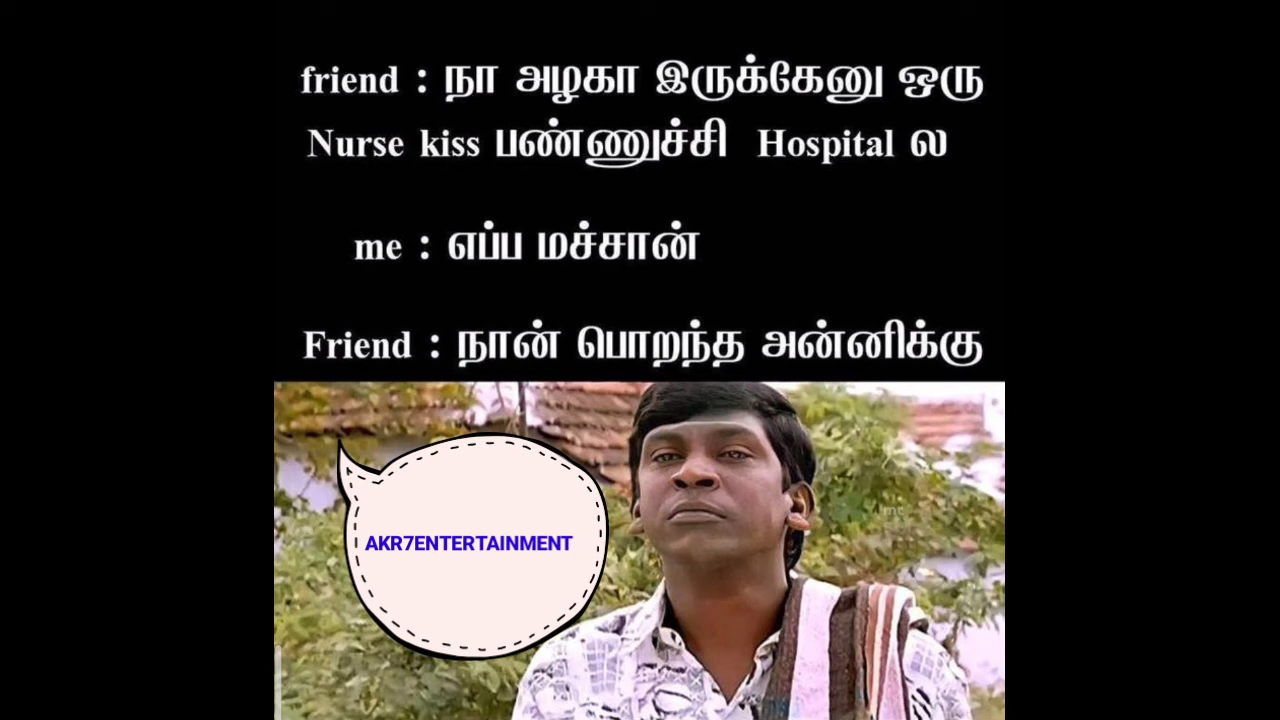 friend : நா அழகா இருக்கேனு ஒரு
Nurse kiss பண்ணுச்சி Hospital ல
me : எப்ப மச்சான்
Friend : நான் பொறந்த அன்னிக்கு
AKR7ENTERTAINMENT